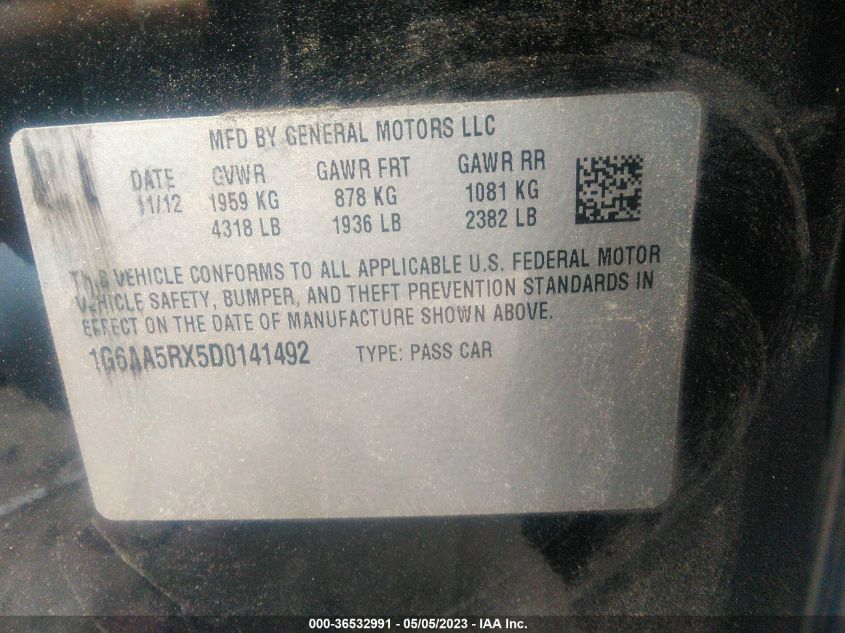 MFD BY GENERAL MOTORS LLC
DATE GVWR GAWR FRT GAWR RR
11/12 1959 KG 878 KG 1081 KG
4318 LB 1936 LB 2382 LB
THIS VEHICLE CONFORMS TO ALL APPLICABLE U.S. FEDERAL MOTOR
VEHICLE SAFETY, BUMPER, AND THEFT PREVENTION STANDARDS IN
EFFECT ON THE DATE OF MANUFACTURE SHOWN ABOVE.
1G6AA5RX5D0141492 TYPE: PASS CAR
000-36532991 - 05/05/2023 - IAA Inc.